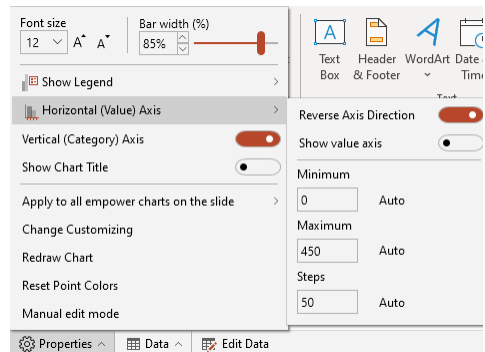 Font size
12
A A
Bar width (%)
85%
Show Legend
Horizontal (Value) Axis
Vertical (Category) Axis
Show Chart Title
Apply to all empower charts on the slide
Change Customizing
Redraw Chart
Reset Point Colors
Manual edit mode
Properties
Data
Edit Data
A
Text
Box
Header
& Footer
A
WordArt
Date
Time
Reverse Axis Direction
Show value axis
Minimum
0 Auto
Maximum
450 Auto
Steps
50 Auto